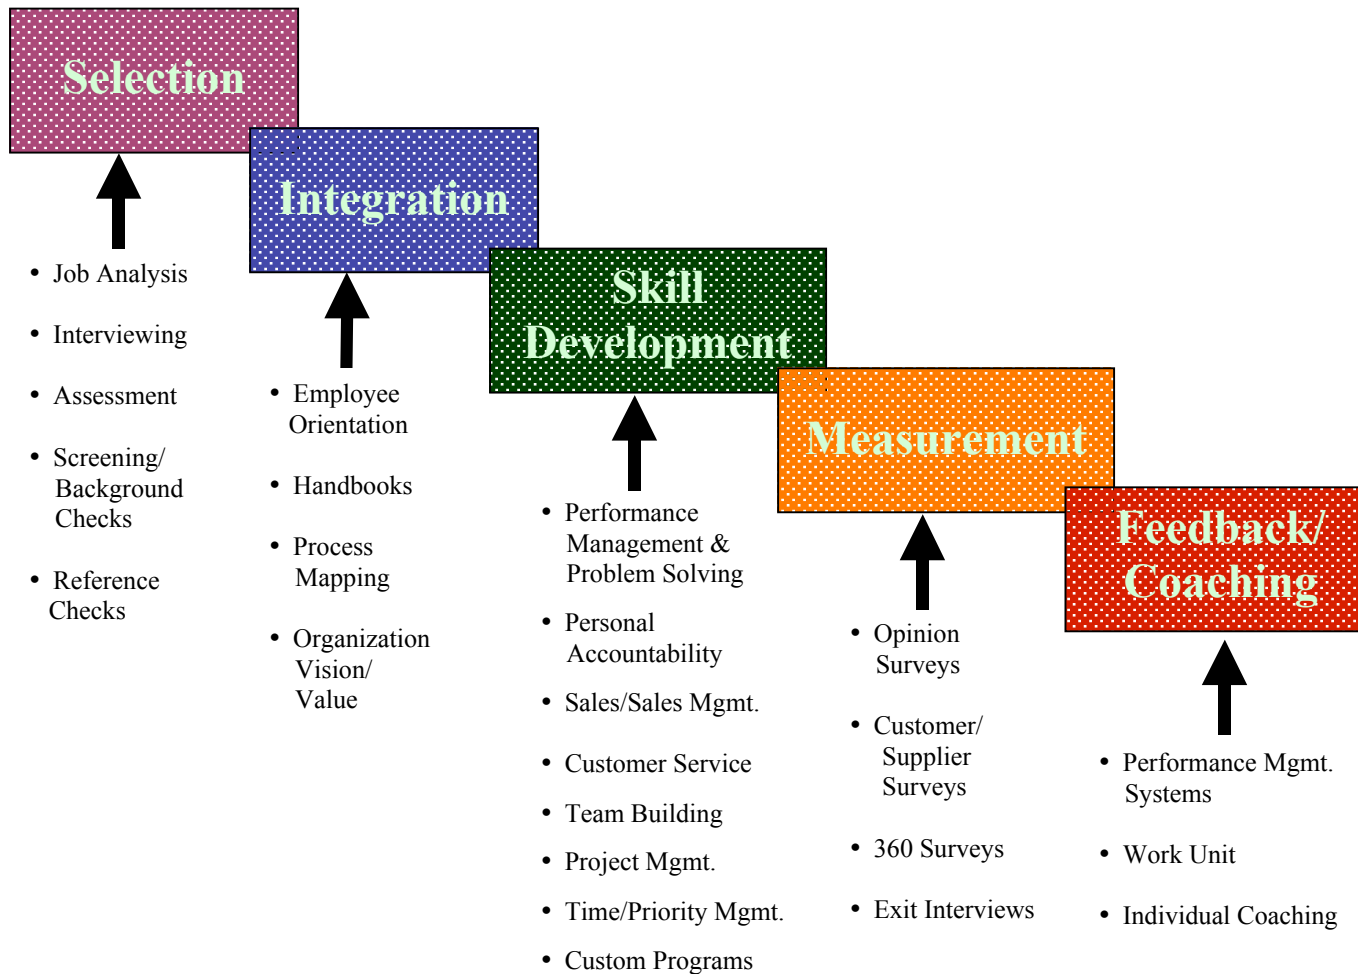 Selection
• Job Analysis
• Interviewing
• Assessment
• Screening/
Background
Checks
• Reference
Checks
Integration
• Employee
Orientation
• Handbooks
• Process
Mapping
• Organization
Vision/
Value
Skill
Development
• Performance
Management &
Problem Solving
• Personal
Accountability
• Sales/Sales Mgmt.
• Customer Service
• Team Building
• Project Mgmt.
• Time/Priority Mgmt.
• Custom Programs
Measurement
• Opinion
Surveys
• Customer/
Supplier
Surveys
• 360 Surveys
• Exit Interviews
Feedback/
Coaching
• Performance Mgmt.
Systems
• Work Unit
• Individual Coaching